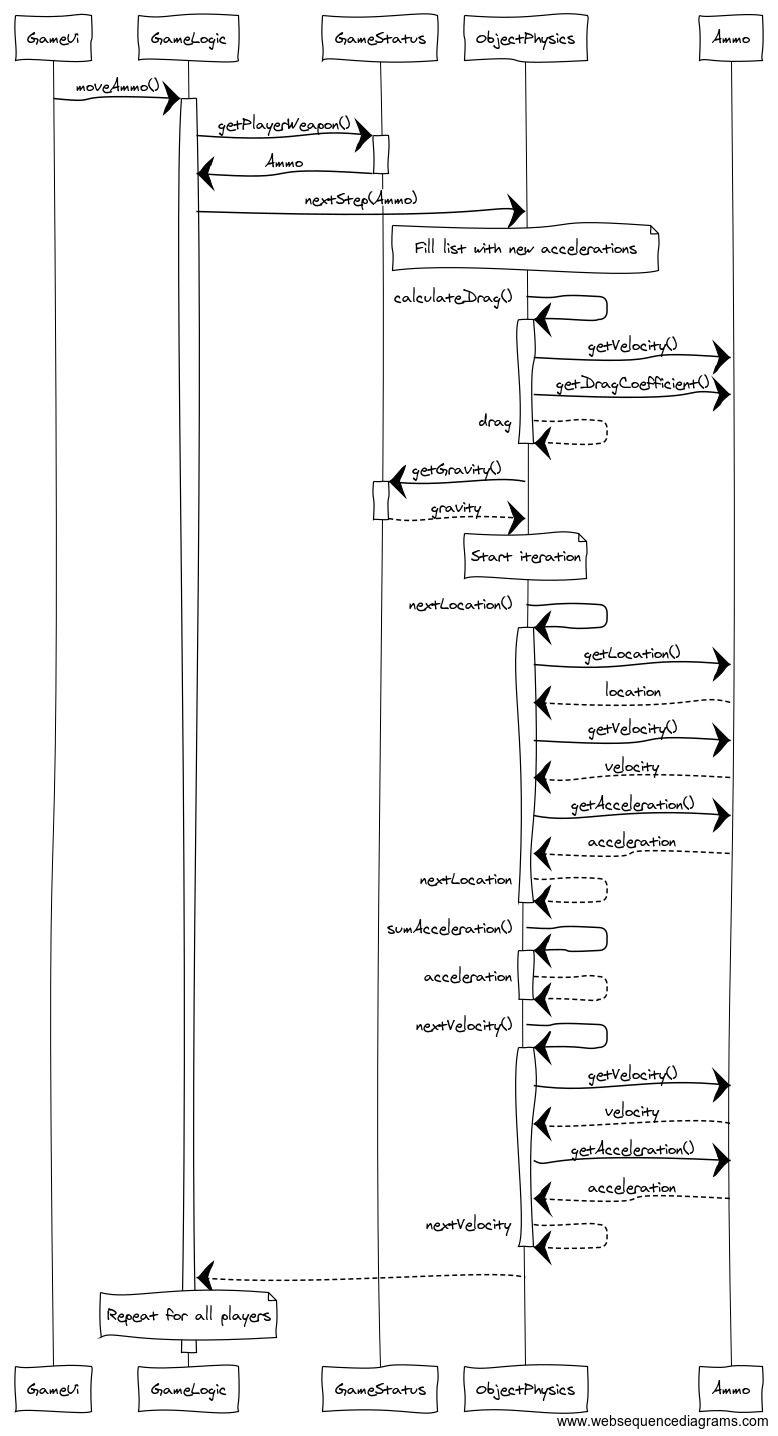 GameUi
GameLogic
GameStatus
ObjectPhysics
Ammo
moveAmmo()
getPlayerWeapon()
Ammo
nextStep(Ammo)
Fill list with new accelerations
calculateDrag()
getVelocity()
getDragCoefficient()
drag
getGravity()
gravity
Start iteration
nextLocation()
getLocation()
location
getVelocity()
velocity
getAcceleration()
acceleration
nextLocation
sumAcceleration()
acceleration
nextVelocity()
getVelocity()
velocity
getAcceleration()
acceleration
nextVelocity
Repeat for all players
GameUi
GameLogic
GameStatus
ObjectPhysics
Ammo
www.websequencediagrams.com